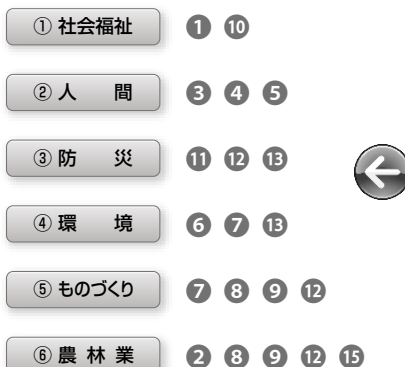 ① 社会福祉 ❶ ❿
② 人 間 ❸ ❹ ❺
③ 防 災 ⓫ ⓬ ⓭
④ 環 境 ❻ ❼ ⓭
⑤ ものづくり ❼ ❽ ❾ ⓬
⑥ 農 林 業 ❷ ❽ ❾ ⓬ ⓯